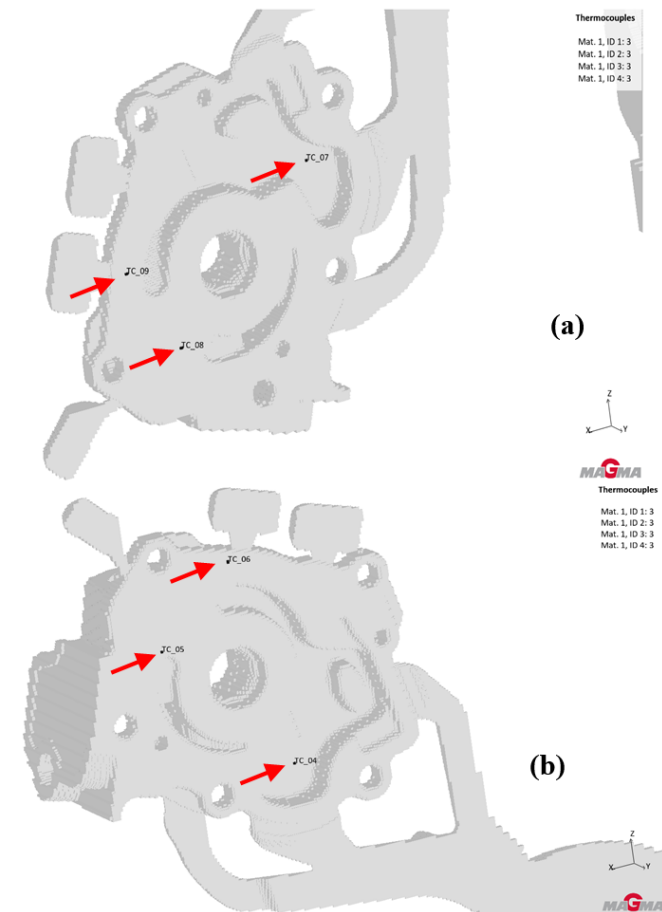 Thermocouples
Mat. 1, ID 1: 3
Mat. 1, ID 2: 3
Mat. 1, ID 3: 3
Mat. 1, ID 4: 3
TC_07
TC_09
TC_08
(a)
Z
X
Y
MAGMA
Thermocouples
Mat. 1, ID 1: 3
Mat. 1, ID 2: 3
Mat. 1, ID 3: 3
Mat. 1, ID 4: 3
TC_06
TC_05
TC_04
(b)
Z
X
Y
MAGMA